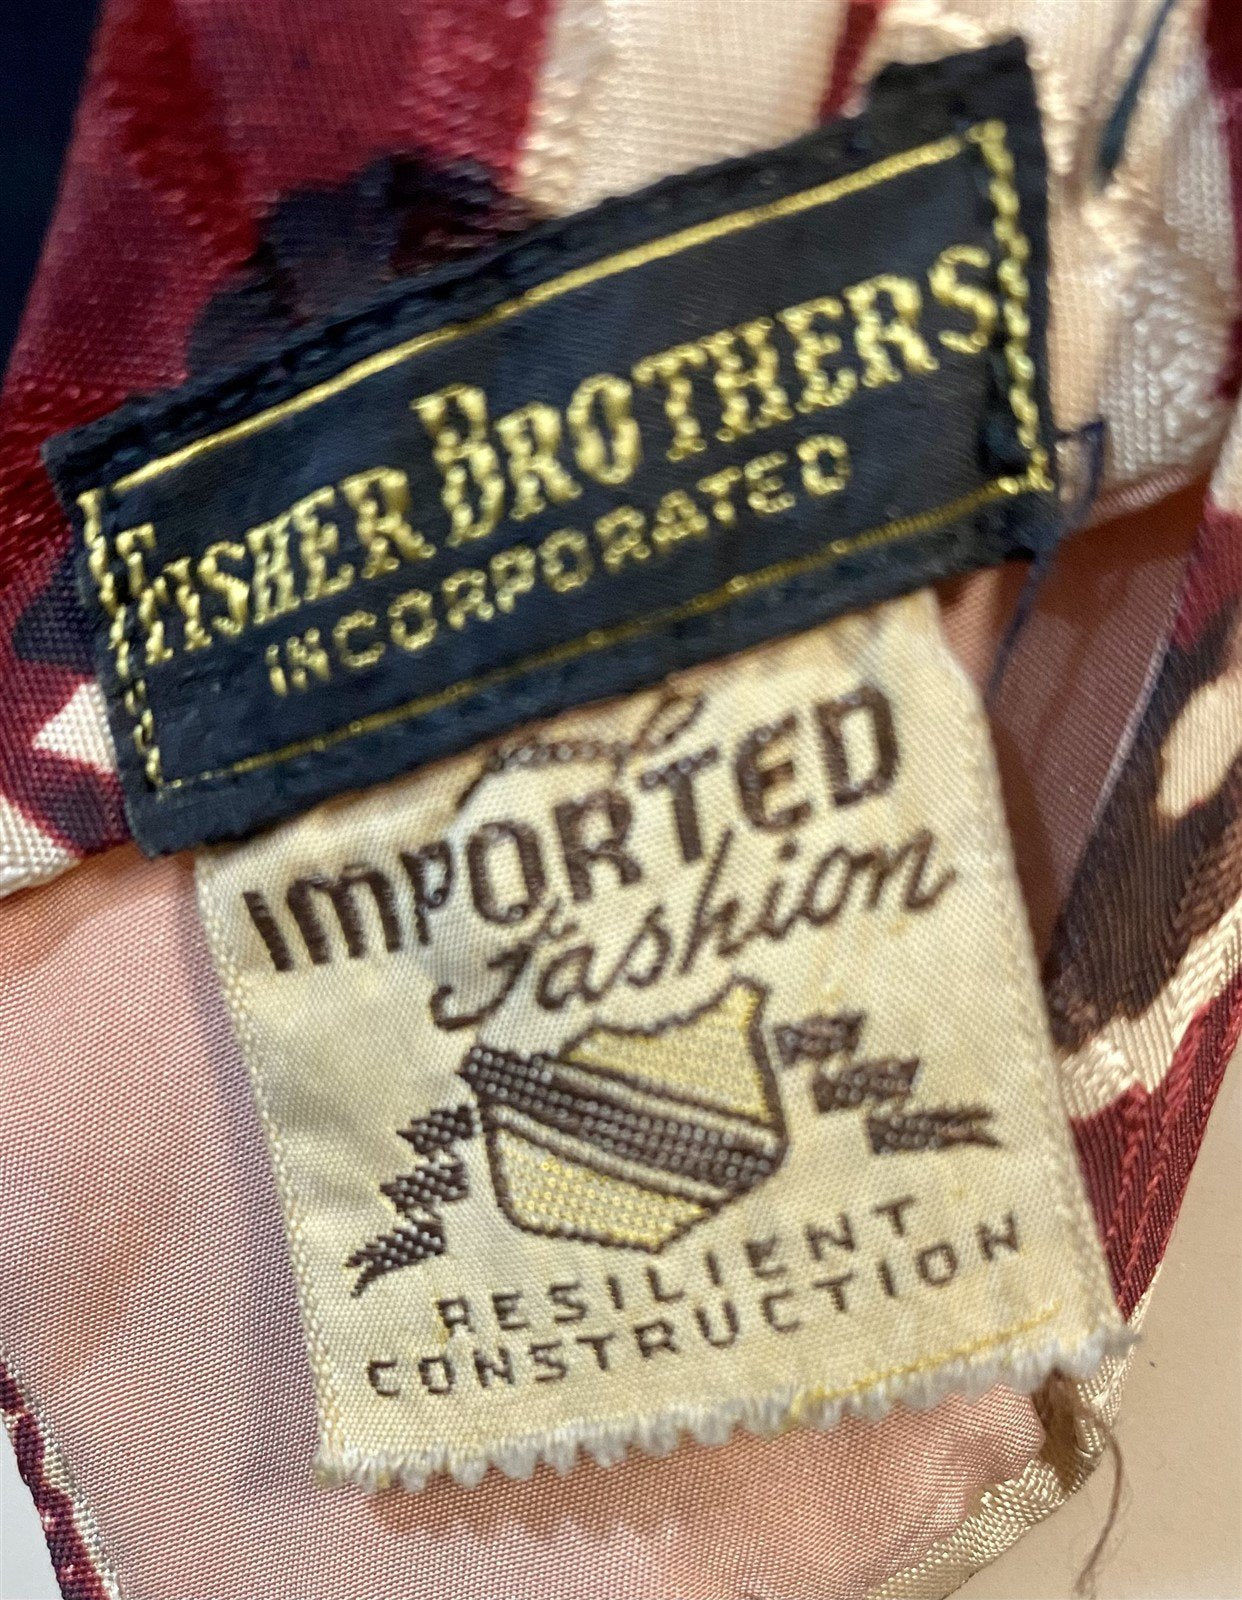 FISHER BROTHERS
INCORPORATED
IMPORTED
Fashion
RESILIENT
CONSTRUCTION